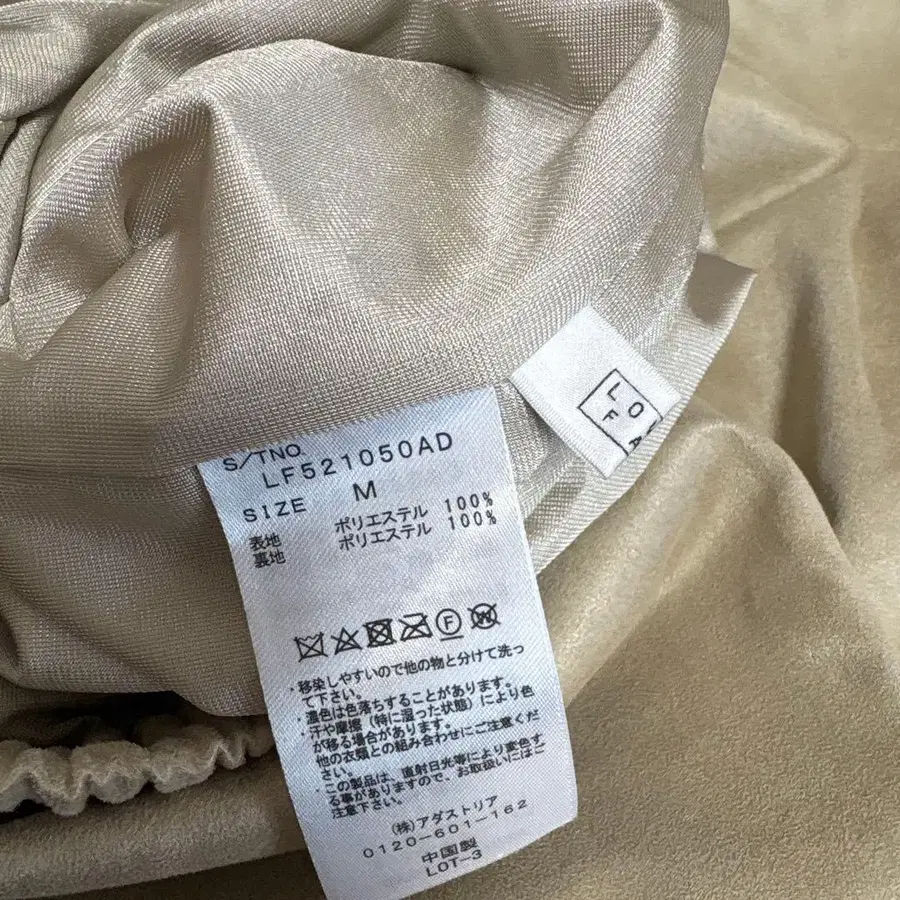 S/TNO.
LF521050AD
SIZE M
表地 ポリエステル 100%
裏地 ポリエステル 100%
・移染しやすいので他の物と分けて洗っ
て下さい。
・濃色は色落ちすることがあります。
・汗や摩擦（特に湿った状態）により色
が移る場合があります。
他の衣類との組み合わせにご注意くだ
さい。
・この製品は、直射日光等により変色す
る事がありますので、お取扱いにはご
注意下さい。
(株)アダストリア
0120-601-162
中国製
LOT-3
LO
FA